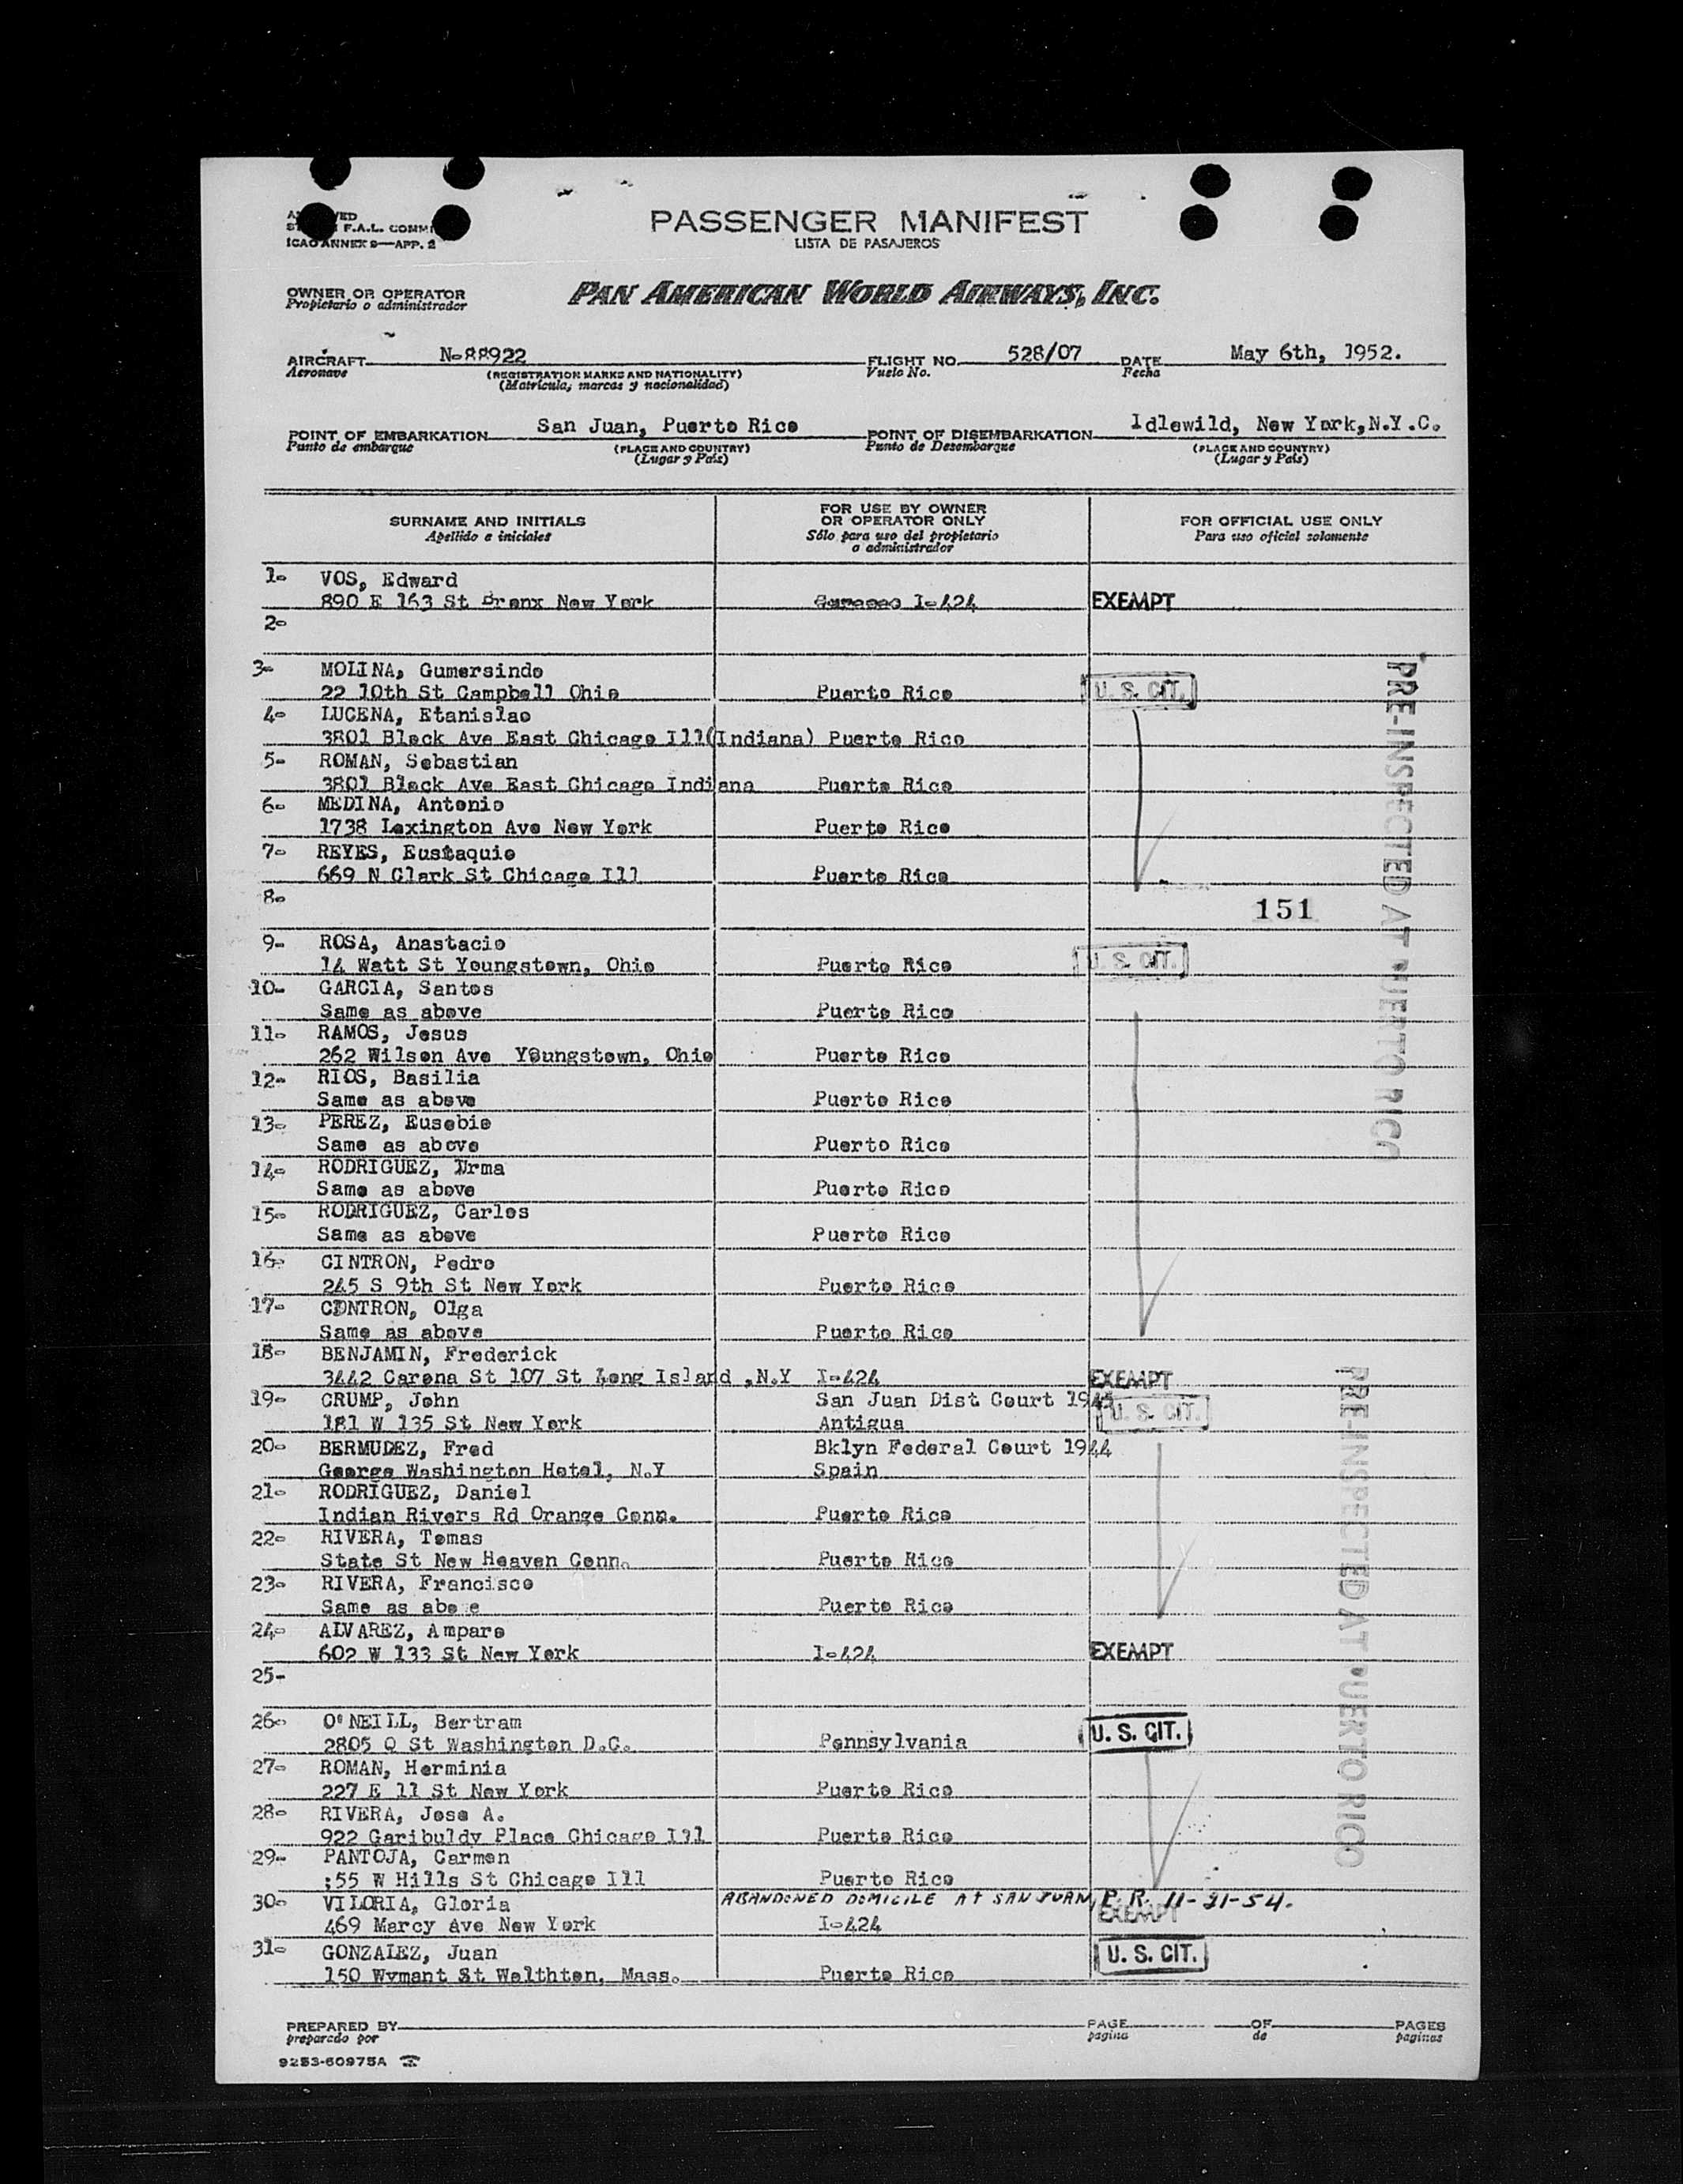 F.A.L. COMMI
ICAO ANNEX 9—APP. 2
PASSENGER MANIFEST
LISTA DE PASAJEROS
OWNER OR OPERATOR
Propietario o administrador
PAN AMERICAN WORLD AIRWAYS, INC.
AIRCRAFT N-88922 FLIGHT NO. 528/07 DATE May 6th, 1952.
Aeronave (REGISTRATION MARKS AND NATIONALITY) Vuelo No. Fecha
(Matrícula, marcas y nacionalidad)
POINT OF EMBARKATION San Juan, Puerto Rico POINT OF DISEMBARKATION Idlewild, New York,N.Y.C.
Punto de embarque (PLACE AND COUNTRY) Punto de Desembarque (PLACE AND COUNTRY)
(Lugar y País) (Lugar y País)
SURNAME AND INITIALS FOR USE BY OWNER OR OPERATOR ONLY FOR OFFICIAL USE ONLY
Apellido e iniciales Sólo para uso del propietario o administrador Para uso oficial solamente
1- VOS, Edward
890 E 163 St Bronx New York I-424 EXEMPT
2-
3- MOLINA, Gumersindo
22 10th St Campbell Ohio Puerto Rico U. S. CIT.
4- LUCENA, Etanislao
3801 Block Ave East Chicago Ill(Indiana) Puerto Rico
5- ROMAN, Sebastian
3801 Block Ave East Chicago Indiana Puerto Rico
6- MEDINA, Antonio
1738 Lexington Ave New York Puerto Rico
7- REYES, Eustaquio
669 N Clark St Chicago Ill Puerto Rico
8-
151
9- ROSA, Anastacio
14 Watt St Youngstown, Ohio Puerto Rico U. S. CIT.
10- GARCIA, Santos
Same as above Puerto Rico
11- RAMOS, Jesus
262 Wilson Ave Youngstown, Ohio Puerto Rico
12- RIOS, Basilia
Same as above Puerto Rico
13- PEREZ, Eusebio
Same as above Puerto Rico
14- RODRIGUEZ, Urma
Same as above Puerto Rico
15- RODRIGUEZ, Carlos
Same as above Puerto Rico
16- CINTRON, Pedro
245 S 9th St New York Puerto Rico
17- CINTRON, Olga
Same as above Puerto Rico
18- BENJAMIN, Frederick
3442 Carona St 107 St Long Island ,N.Y I-424 EXEMPT
19- CRUMP, John San Juan Dist Court 1945
181 W 135 St New York Antigua U. S. CIT.
20- BERMUDEZ, Fred Bklyn Federal Court 1944
George Washington Hotel, N.Y Spain
21- RODRIGUEZ, Daniel
Indian Rivers Rd Orange Conn. Puerto Rico
22- RIVERA, Tomas
State St New Heaven Conn. Puerto Rico
23- RIVERA, Francisco
Same as abo e Puerto Rico
24- ALVAREZ, Amparo
602 W 133 St New York I-424 EXEMPT
25-
26- O'NEILL, Bertram
2805 Q St Washington D.C. Pennsylvania U. S. CIT.
27- ROMAN, Herminia
227 E 11 St New York Puerto Rico
28- RIVERA, Jose A.
922 Garibuldy Place Chicago Ill Puerto Rico
29- PANTOJA, Carmen
:55 W Hills St Chicago Ill Puerto Rico
30- VILORIA, Gloria ABANDONED DOMICILE AT SAN JUAN, P.R. 11-21-54.
469 Marcy Ave New York I-424 EXEMPT
31- GONZALEZ, Juan
150 Wymant St Walthton, Mass. Puerto Rico U. S. CIT.
PRE-INSPECTED AT PUERTO RICO
PRE-INSPECTED AT PUERTO RICO
PREPARED BY PAGE OF PAGES
preparado por página de páginas
9253-60975A